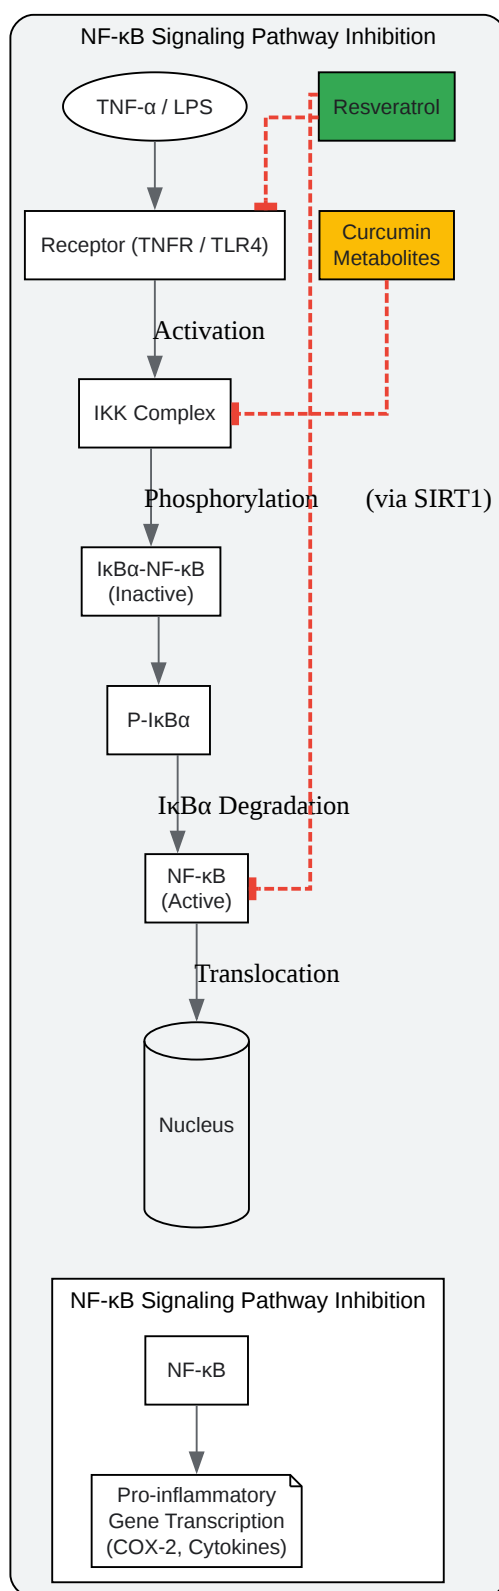 NF-κB Signaling Pathway Inhibition
TNF-α / LPS
Resveratrol
Receptor (TNFR / TLR4)
Curcumin
Metabolites
Activation
IKK Complex
Phosphorylation
(via SIRT1)
IκBα-NF-κB
(Inactive)
P-IκBα
IκBα Degradation
NF-κB
(Active)
Translocation
Nucleus
NF-κB Signaling Pathway Inhibition
NF-κB
Pro-inflammatory
Gene Transcription
(COX-2, Cytokines)